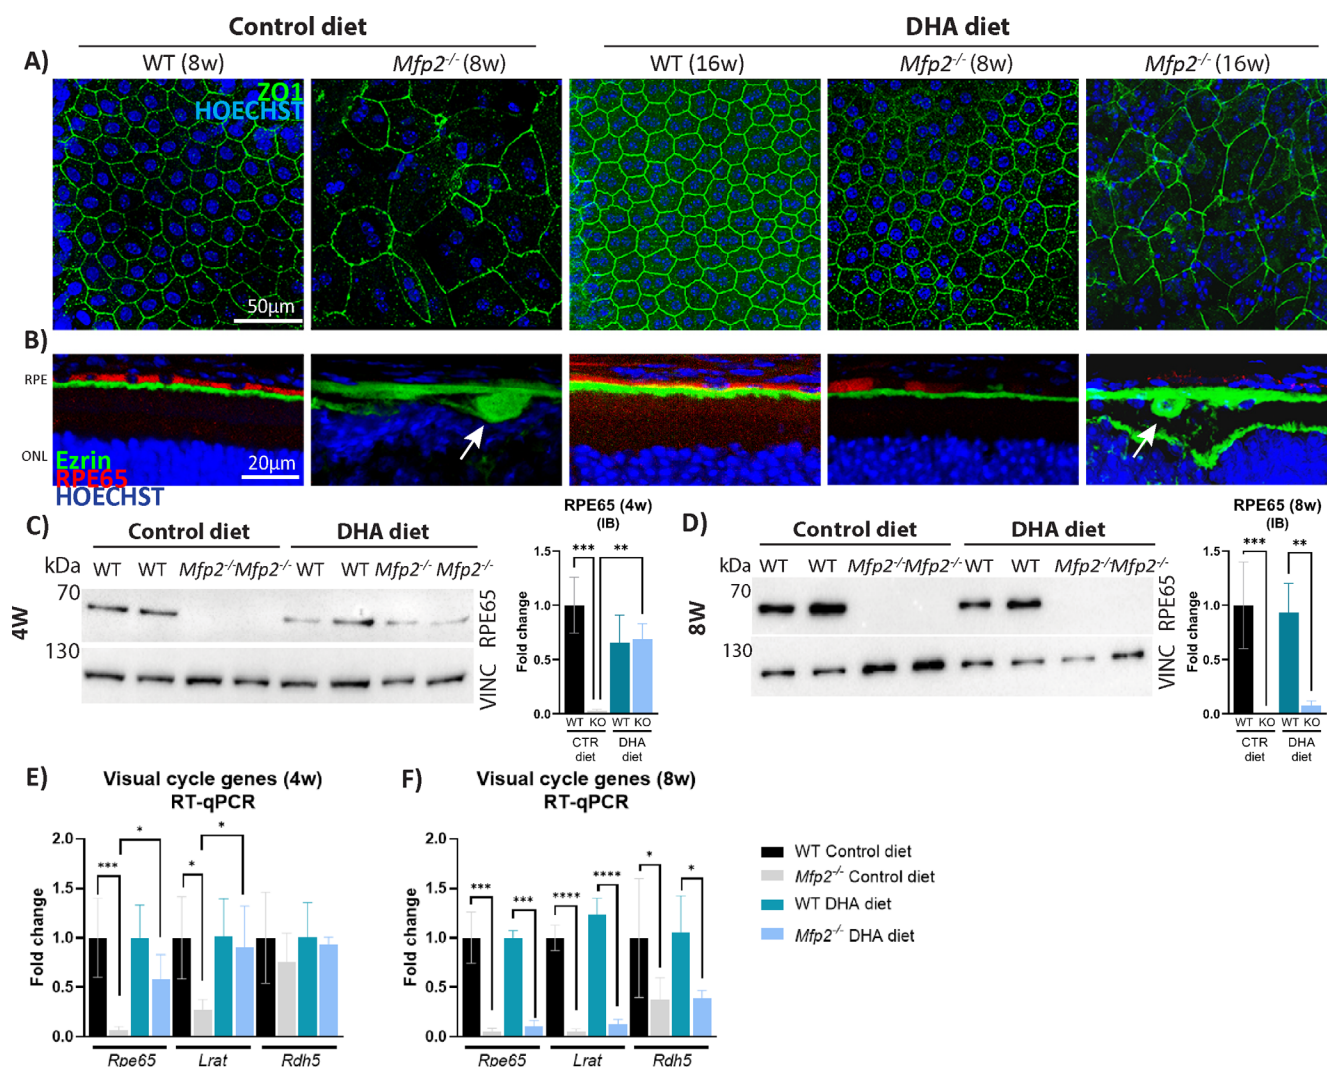 Control diet
DHA diet
A)
WT (8w)
Mfp2-/- (8w)
WT (16w)
Mfp2-/- (8w)
Mfp2-/- (16w)
ZO1
HOECHST
50µm
B)
RPE
ONL
Ezrin
RPE65
HOECHST
20µm
C)
Control diet
DHA diet
kDa
WT
WT
Mfp2-/-
Mfp2-/-
WT
WT
Mfp2-/-
Mfp2-/-
70
130
4W
RPE65
VINC
RPE65 (4w)
(IB)
***
**
Fold change
1.5
1.0
0.5
0.0
WT KO WT KO
CTR diet
DHA diet
D)
Control diet
DHA diet
kDa
WT
WT
Mfp2-/-
Mfp2-/-
WT
WT
Mfp2-/-
Mfp2-/-
70
130
8W
RPE65
VINC
RPE65 (8w)
(IB)
***
**
Fold change
1.5
1.0
0.5
0.0
WT KO WT KO
CTR diet
DHA diet
E)
Visual cycle genes (4w)
RT-qPCR
Fold change
2.0
1.5
1.0
0.5
0.0
***
*
*
*
Rpe65
Lrat
Rdh5
F)
Visual cycle genes (8w)
RT-qPCR
Fold change
2.0
1.5
1.0
0.5
0.0
***
***
****
****
*
*
Rpe65
Lrat
Rdh5
WT Control diet
Mfp2-/- Control diet
WT DHA diet
Mfp2-/- DHA diet